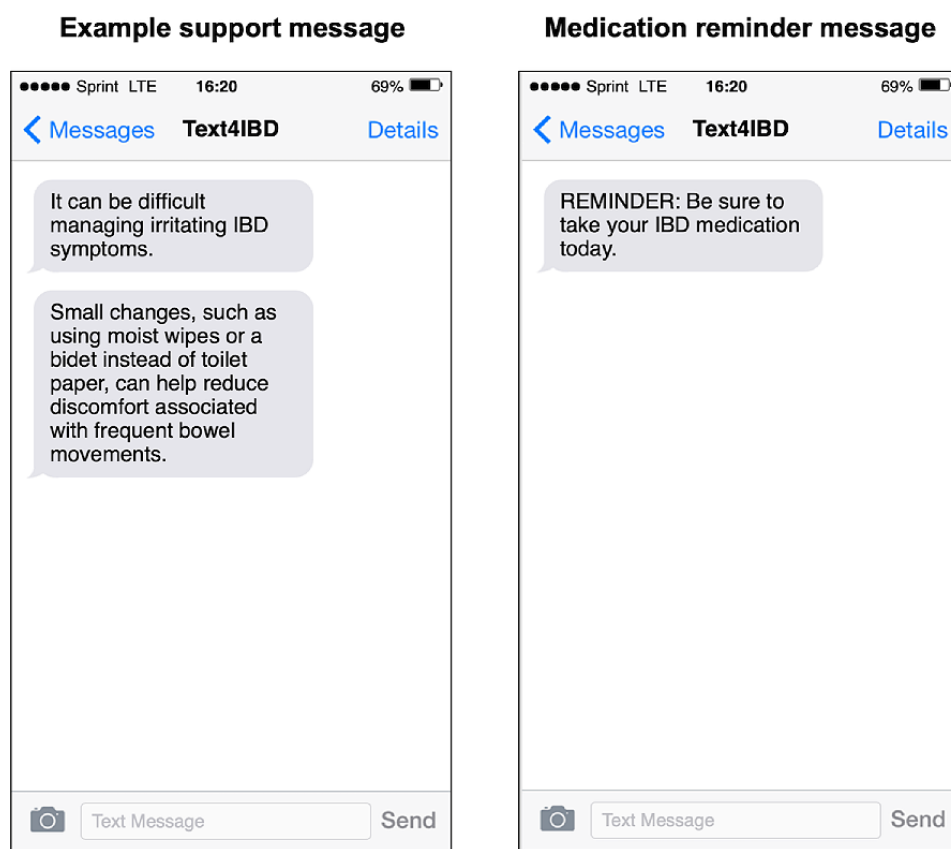 Example support message
Sprint LTE 16:20 69%
Messages Text4IBD Details
It can be difficult
managing irritating IBD
symptoms.
Small changes, such as
using moist wipes or a
bidet instead of toilet
paper, can help reduce
discomfort associated
with frequent bowel
movements.
Text Message Send
Medication reminder message
Sprint LTE 16:20 69%
Messages Text4IBD Details
REMINDER: Be sure to
take your IBD medication
today.
Text Message Send